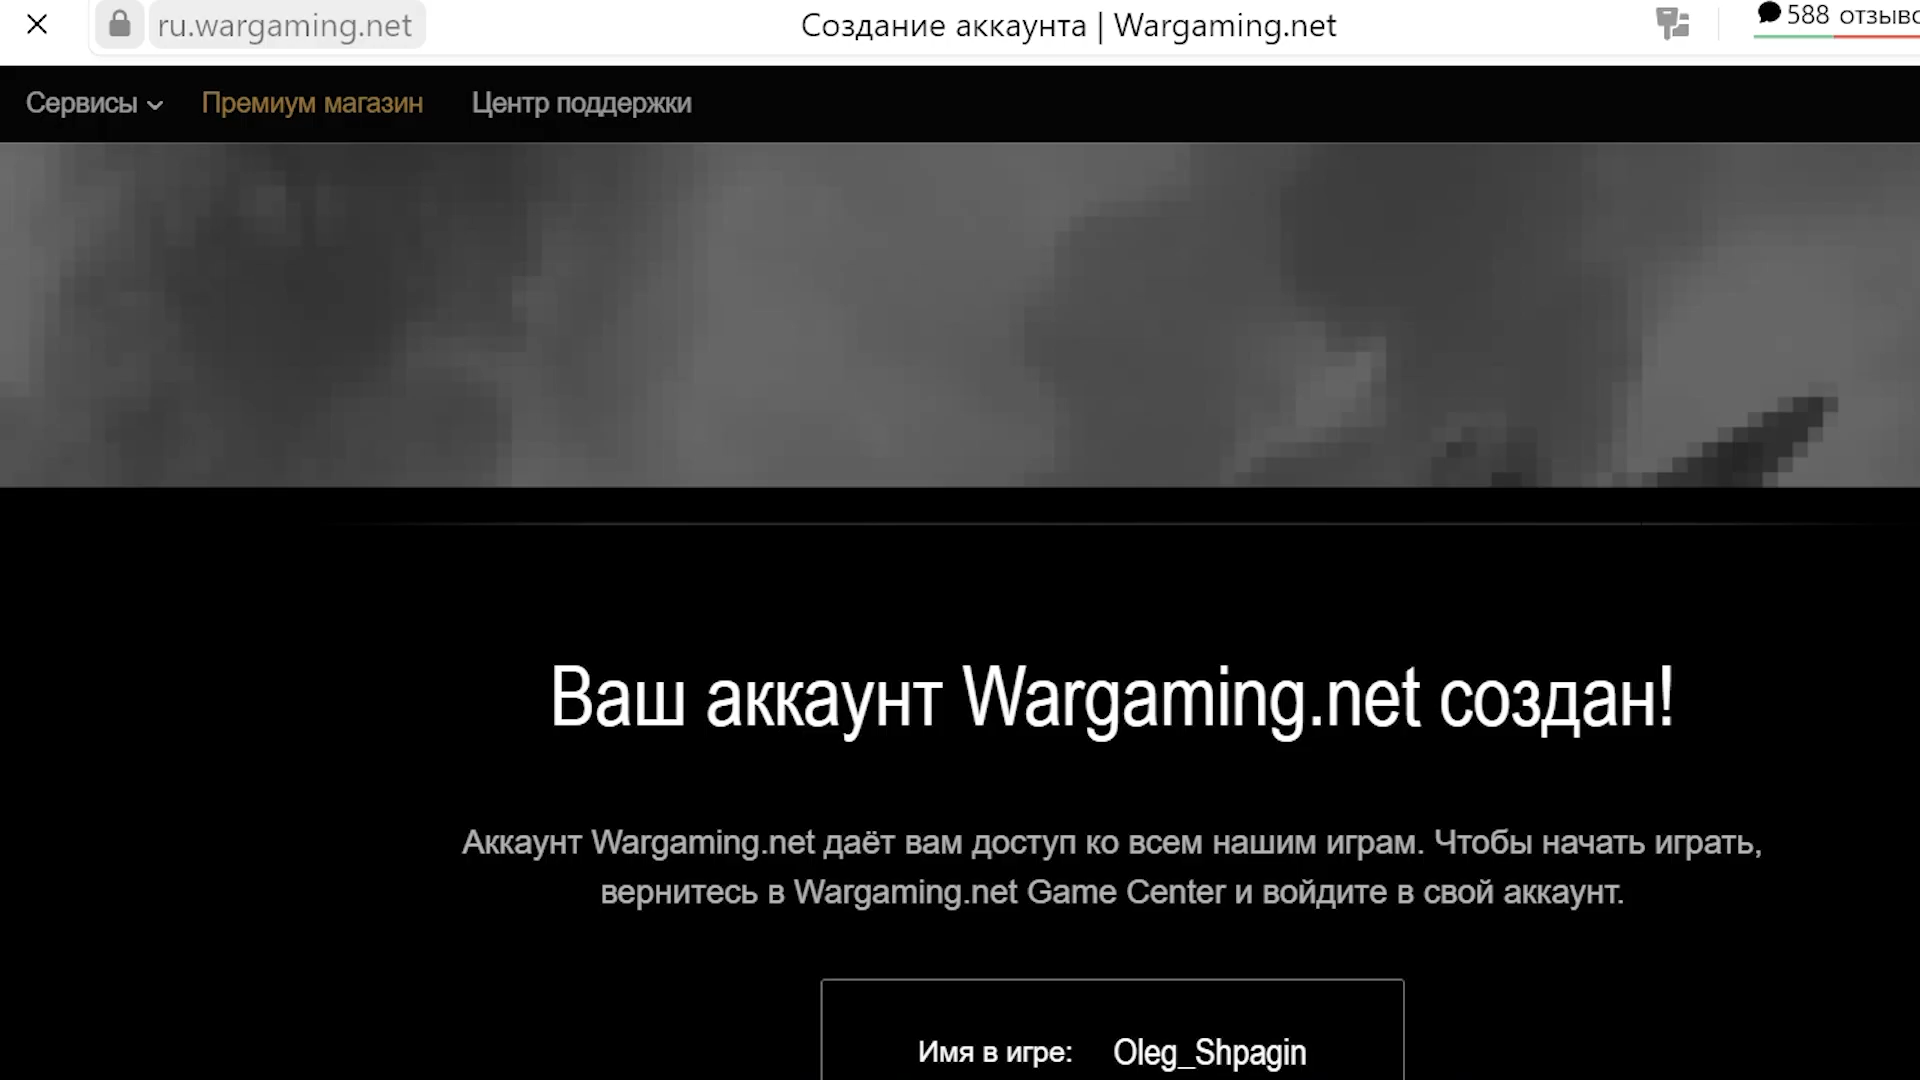 ru.wargaming.net Создание аккаунта | Wargaming.net 588
Сервисы Премиум магазин Центр поддержки
Ваш аккаунт Wargaming.net создан!
Аккаунт Wargaming.net даёт вам доступ ко всем нашим играм. Чтобы начать играть,
вернитесь в Wargaming.net Game Center и войдите в свой аккаунт.
Имя в игре: Oleg_Shpagin